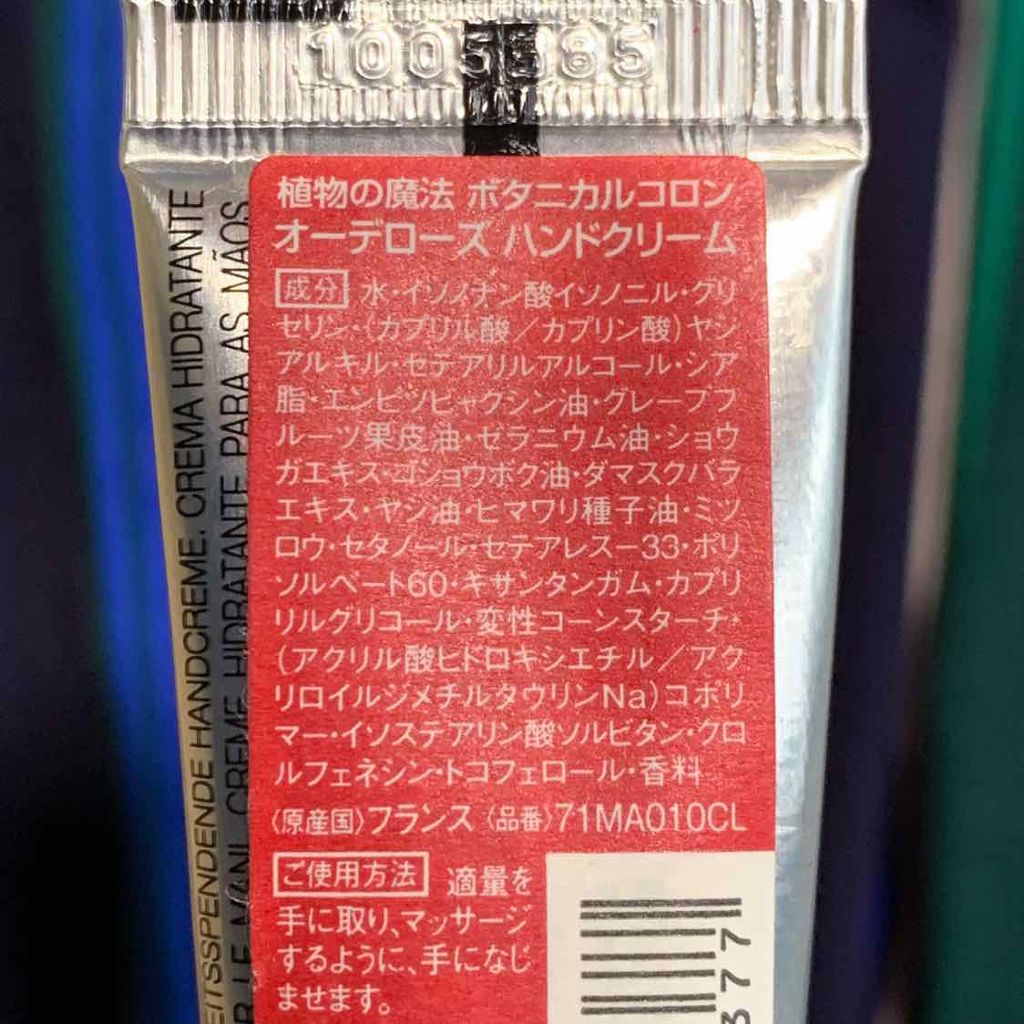 1005585
植物の魔法 ボタニカルコロン
オーデローズ ハンドクリーム
成分 水・イソノナン酸イソノニル・グリ
セリン・(カプリル酸/カプリン酸)ヤシ
アルキル・セテアリルアルコール・シア
脂・エンピツビャクシン油・グレープフ
ルーツ果皮油・ゼラニウム油・ショウ
ガエキス・コショウボク油・ダマスクバラ
エキス・ヤシ油・ヒマワリ種子油・ミツ
ロウ・セタノール・セテアレスー33・ポリ
ソルベート60・キサンタンガム・カプリ
リルグリコール・変性コーンスターチ・
(アクリル酸ヒドロキシエチル/アク
リロイルジメチルタウリンNa)コポリ
マー・イソステアリン酸ソルビタン・クロ
ルフェネシン・トコフェロール・香料
〈原産国〉フランス 〈品番〉71MA010CL
ご使用方法 適量を
手に取り、マッサージ
するように、手になじ
ませます。
377
EITSSPENDENDE HANDCREME. CREMA HIDRATANTE
R LE MANI. CREME HIDRATANTE PARA AS MÃOS